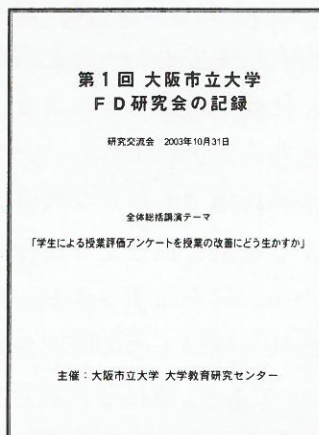 第1回 大阪市立大学
FD研究会の記録
研究交流会 2003年10月31日
全体総括講演テーマ
「学生による授業評価アンケートを授業の改善にどう生かすか」
主催：大阪市立大学 大学教育研究センター